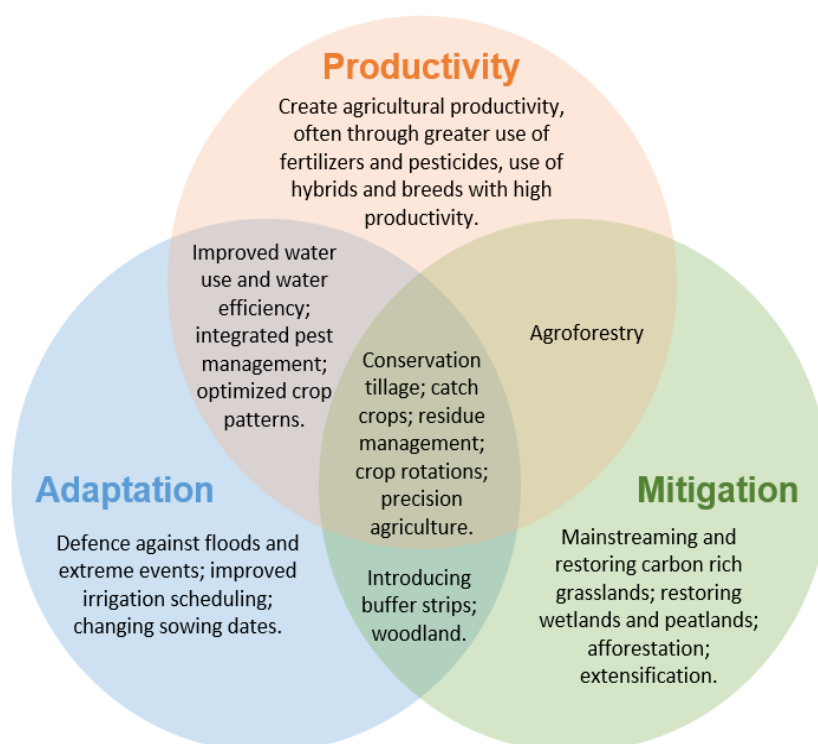 Productivity
Create agricultural productivity,
often through greater use of
fertilizers and pesticides, use of
hybrids and breeds with high
productivity.
Improved water
use and water
efficiency;
integrated pest
management;
optimized crop
patterns.
Agroforestry
Conservation
tillage; catch
crops; residue
management;
crop rotations;
precision
agriculture.
Adaptation
Defence against floods and
extreme events; improved
irrigation scheduling;
changing sowing dates.
Introducing
buffer strips;
woodland.
Mitigation
Mainstreaming and
restoring carbon rich
grasslands; restoring
wetlands and peatlands;
afforestation;
extensification.